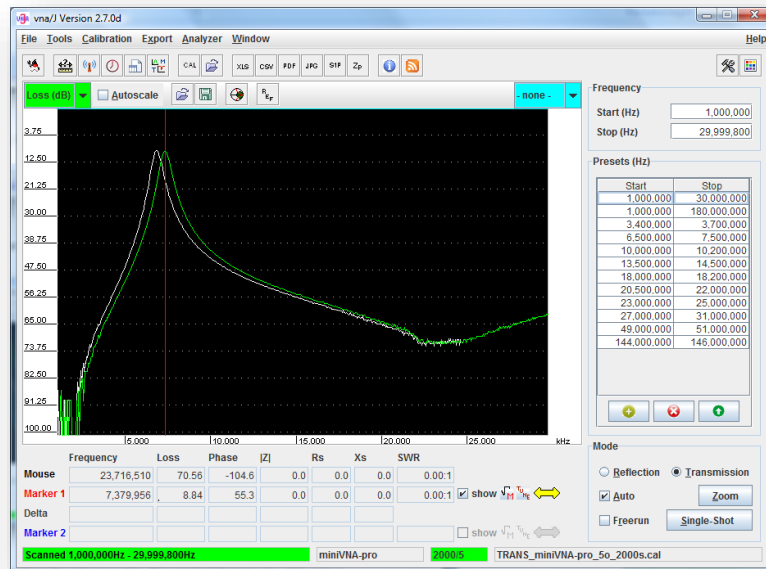 vna/J Version 2.7.0d
File Tools Calibration Export Analyzer Window Help
CAL XLS CSV PDF JPG S1P Zp
Loss (dB) Autoscale REF - none -
3.75
12.50
21.25
30.00
38.75
47.50
56.25
65.00
73.75
82.50
91.25
100.00
5.000 10.000 15.000 20.000 25.000 kHz
Frequency
Start (Hz) 1,000,000
Stop (Hz) 29,999,800
Presets (Hz)
Start Stop
1,000,000 30,000,000
1,000,000 180,000,000
3,400,000 3,700,000
6,500,000 7,500,000
10,000,000 10,200,000
13,500,000 14,500,000
18,000,000 18,200,000
20,500,000 22,000,000
23,000,000 25,000,000
27,000,000 31,000,000
49,000,000 51,000,000
144,000,000 146,000,000
Frequency Loss Phase |Z| Rs Xs SWR
Mouse 23,716,510 70.56 -104.6 0.0 0.0 0.0 0.00:1
Marker 1 7,379,956 8.84 55.3 0.0 0.0 0.0 0.00:1 show
Delta
Marker 2 show
Mode
Reflection Transmission
Auto Zoom
Freerun Single-Shot
Scanned 1,000,000Hz - 29,999,800Hz miniVNA-pro 2000/5 TRANS_miniVNA-pro_5o_2000s.cal